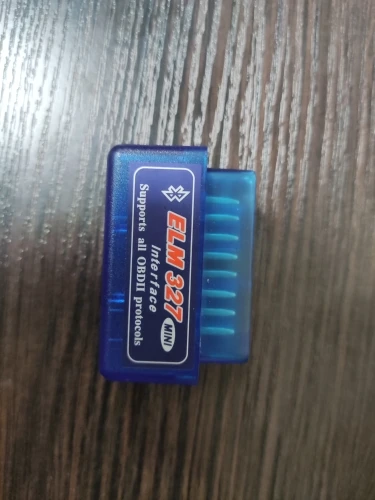 ELM 327 MINI
Interface
Supports all OBDII protocols